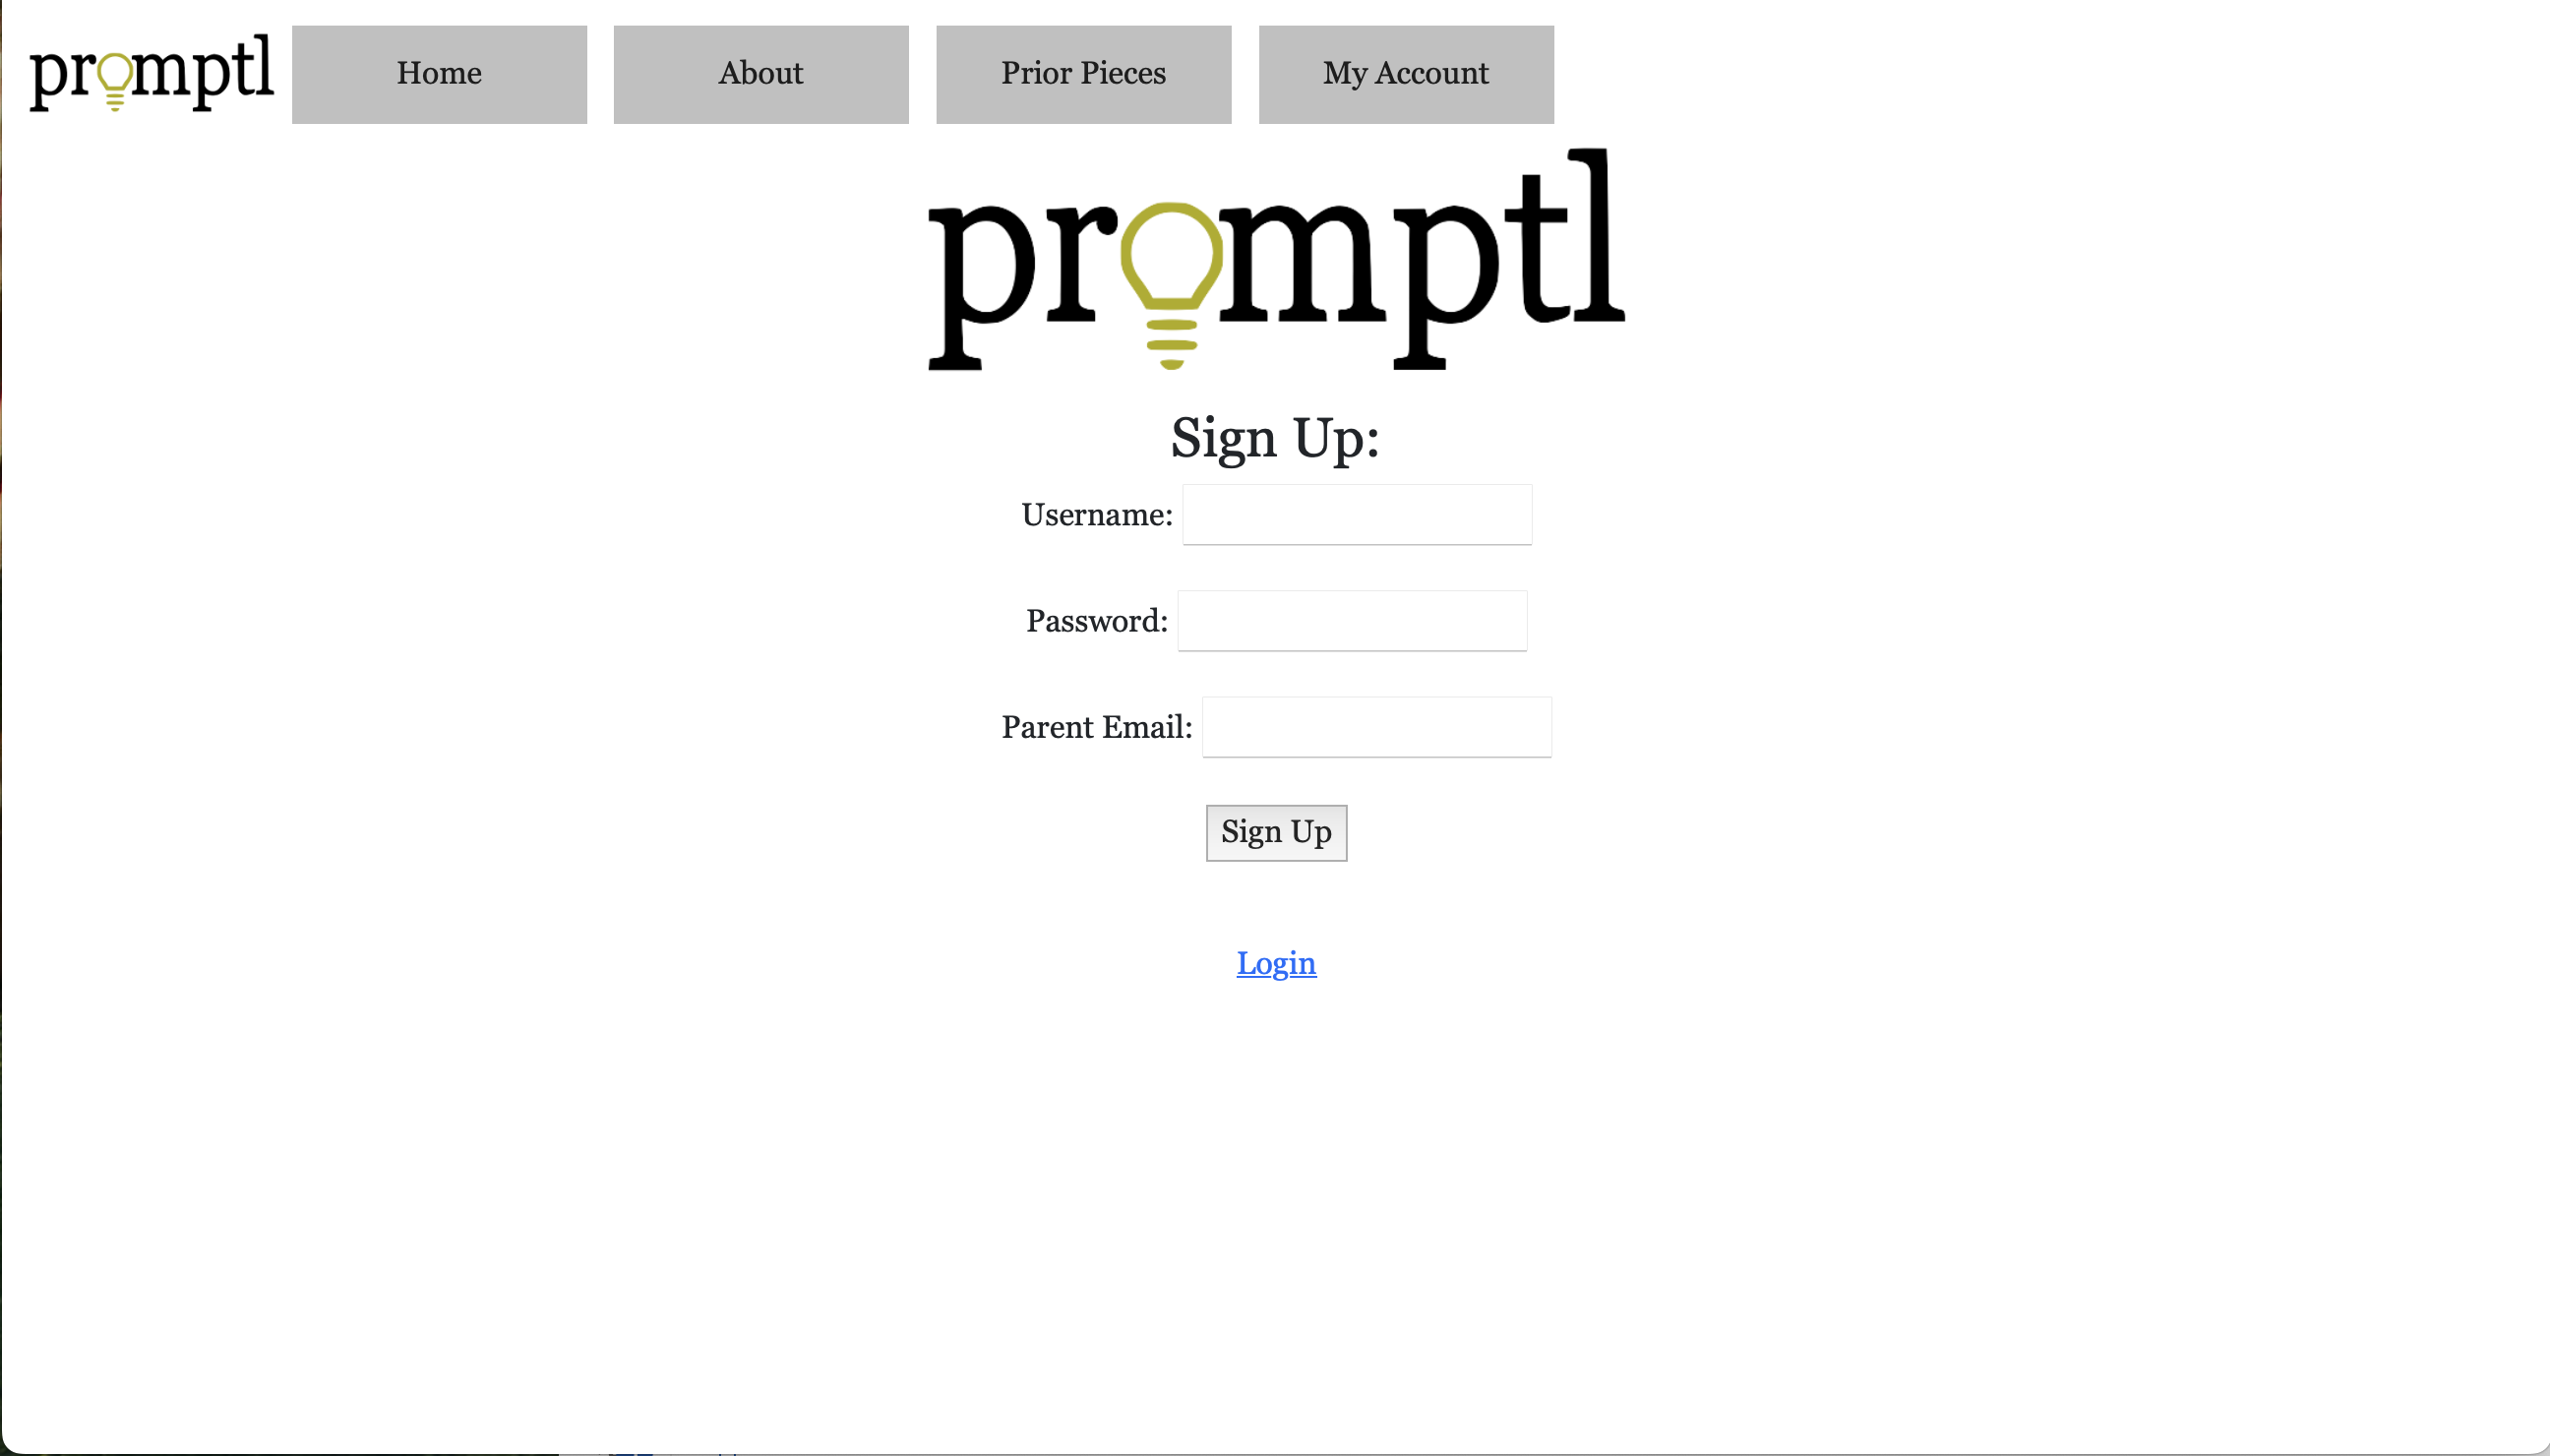 promptl Home About Prior Pieces My Account
promptl
Sign Up:
Username:
Password:
Parent Email:
Sign Up
Login